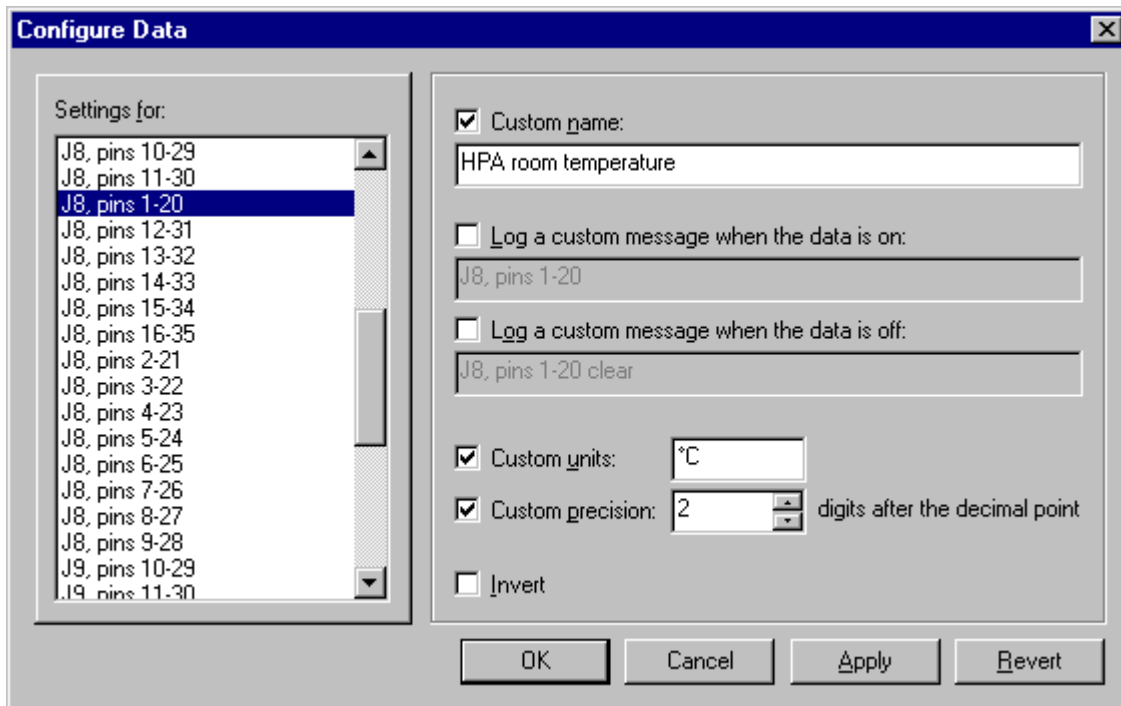 Configure Data
Settings for:
J8, pins 10-29
J8, pins 11-30
J8, pins 1-20
J8, pins 12-31
J8, pins 13-32
J8, pins 14-33
J8, pins 15-34
J8, pins 16-35
J8, pins 2-21
J8, pins 3-22
J8, pins 4-23
J8, pins 5-24
J8, pins 6-25
J8, pins 7-26
J8, pins 8-27
J8, pins 9-28
J9, pins 10-29
J9, pins 11-30
Custom name:
HPA room temperature
Log a custom message when the data is on:
J8, pins 1-20
Log a custom message when the data is off:
J8, pins 1-20 clear
Custom units: °C
Custom precision: 2 digits after the decimal point
Invert
OK Cancel Apply Revert